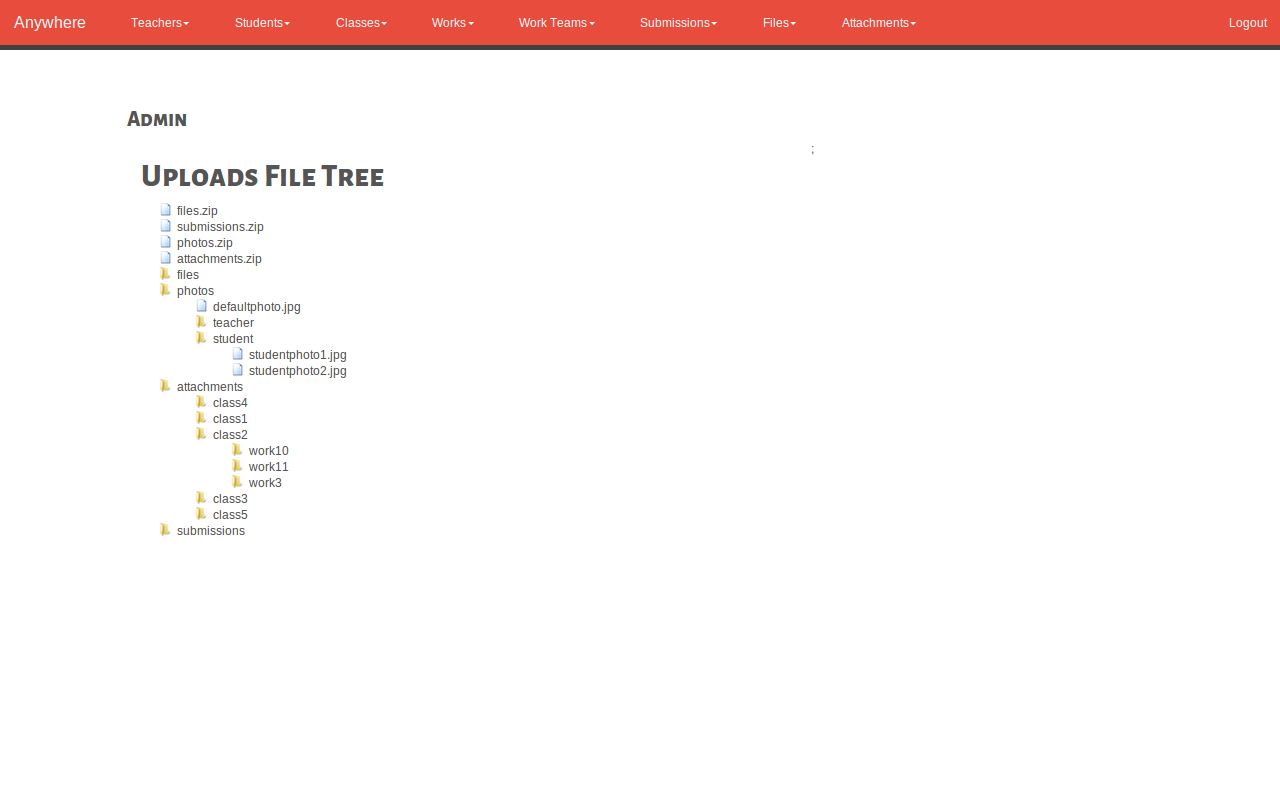 Anywhere Teachers Students Classes Works Work Teams Submissions Files Attachments Logout
Admin
;
Uploads File Tree
files.zip
submissions.zip
photos.zip
attachments.zip
files
photos
defaultphoto.jpg
teacher
student
studentphoto1.jpg
studentphoto2.jpg
attachments
class4
class1
class2
work10
work11
work3
class3
class5
submissions